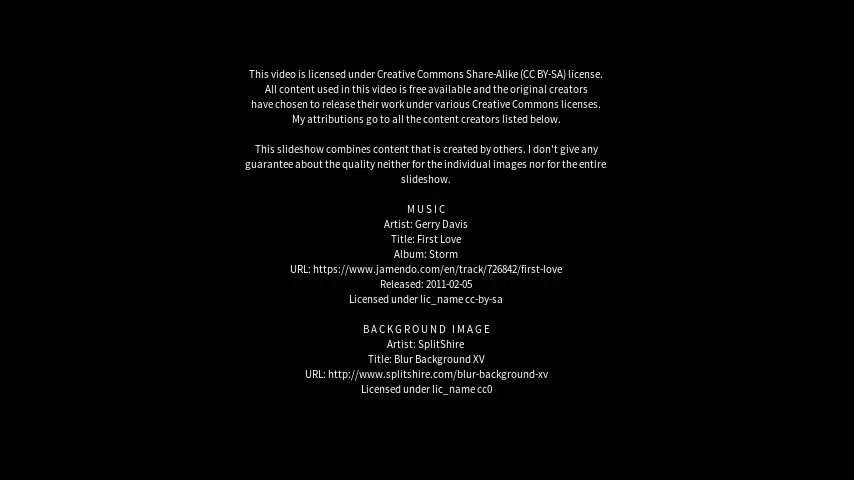 This video is licensed under Creative Commons Share-Alike (CC BY-SA) license.
All content used in this video is free available and the original creators
have chosen to release their work under various Creative Commons licenses.
My attributions go to all the content creators listed below.
This slideshow combines content that is created by others. I don't give any
guarantee about the quality neither for the individual images nor for the entire
slideshow.
MUSIC
Artist: Gerry Davis
Title: First Love
Album: Storm
URL: https://www.jamendo.com/en/track/726842/first-love
Released: 2011-02-05
Licensed under lic_name cc-by-sa
BACKGROUND IMAGE
Artist: SplitShire
Title: Blur Background XV
URL: http://www.splitshire.com/blur-background-xv
Licensed under lic_name cc0